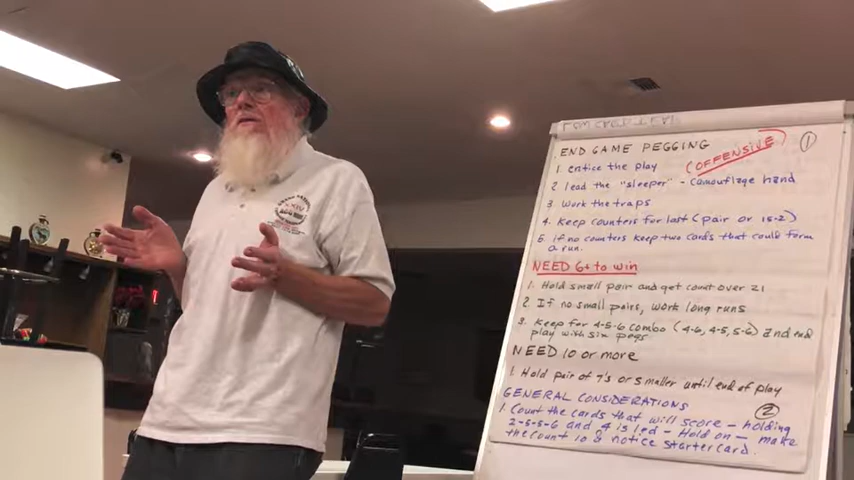 END GAME PEGGING (OFFENSIVE) ①
1. entice the play
2. lead the "sleeper" - camouflage hand
3. Work the traps
4. Keep counters for last (pair or 15-2)
5. if no counters keep two cards that could form
a run.
NEED 6+ to win
1. Hold small pair and get count over 21
2. If no small pairs, work long runs
3. Keep for 4-5-6 combo (4-6, 4-5, 5-6) and end
play with six pegs
NEED 10 or more
1. Hold pair of 7's or smaller until end of play
GENERAL CONSIDERATIONS ②
1. Count the cards that will score - holding
2-5-5-6 and 4 is led - Hold on - make
the count 10 & notice starter card.